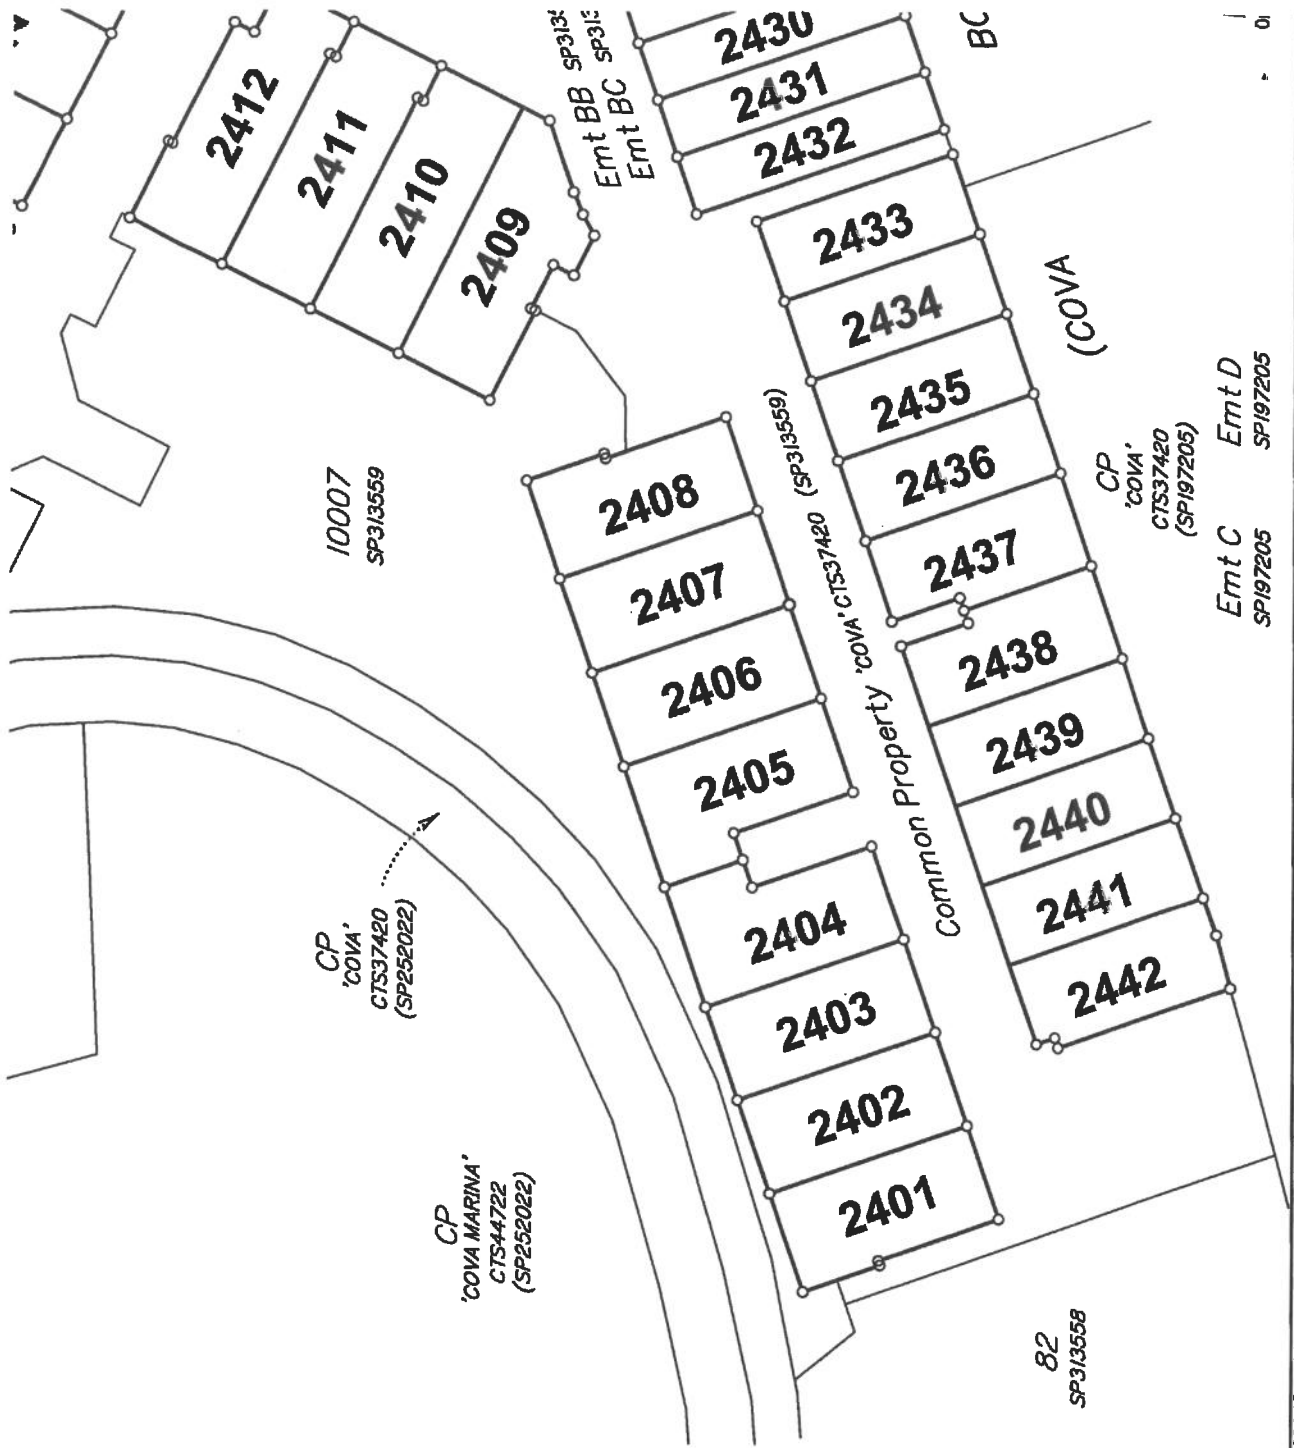 2412
2411
2410
2409
Emt BB
Emt BC
2430
2431
2432
BC
2433
2434
2435
2436
2437
(COVA
10007
SP313559
2408
2407
2406
2405
Common Property 'COVA' CTS37420 (SP313559)
CP
'COVA'
CTS37420
(SP197205)
Emt D
SP197205
Emt C
SP197205
2438
2439
2440
2441
2442
CP
'COVA'
CTS37420
(SP252022)
2404
2403
2402
2401
CP
'COVA MARINA'
CTS44722
(SP252022)
82
SP313558